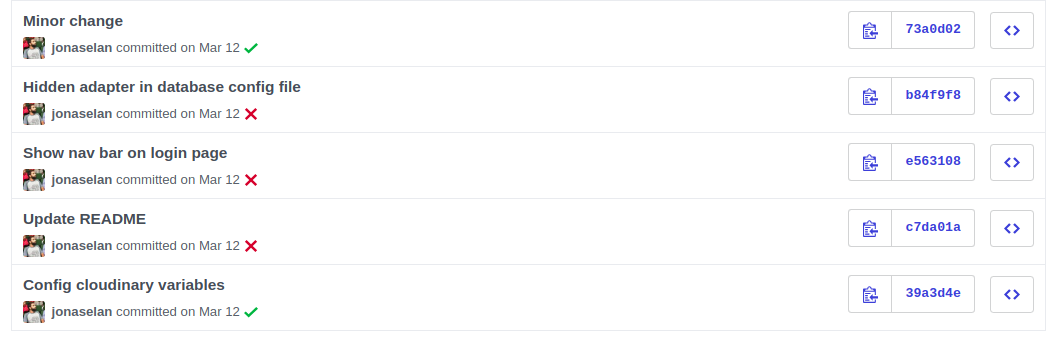 Minor change
73a0d02
jonaselan committed on Mar 12
Hidden adapter in database config file
b84f9f8
jonaselan committed on Mar 12
Show nav bar on login page
e563108
jonaselan committed on Mar 12
Update README
c7da01a
jonaselan committed on Mar 12
Config cloudinary variables
39a3d4e
jonaselan committed on Mar 12